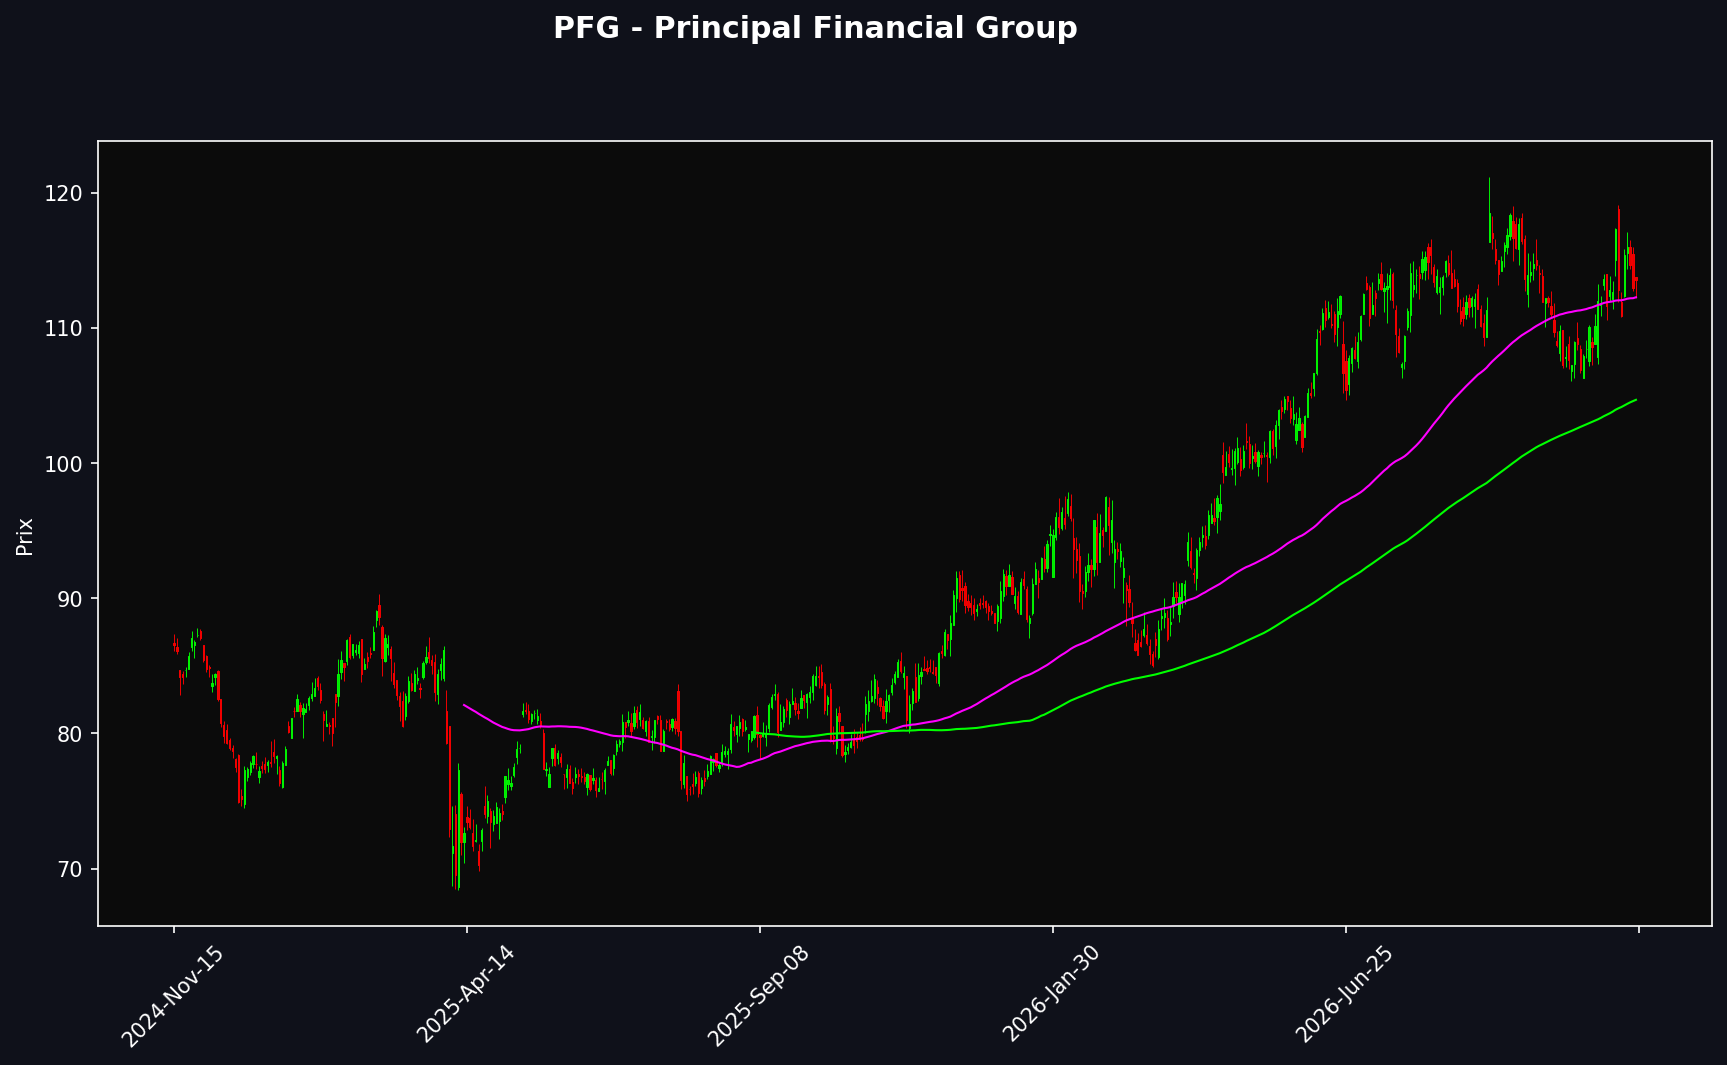 PFG - Principal Financial Group
Prix
120
110
100
90
80
70
2024-Nov-15
2025-Apr-14
2025-Sep-08
2026-Jan-30
2026-Jun-25